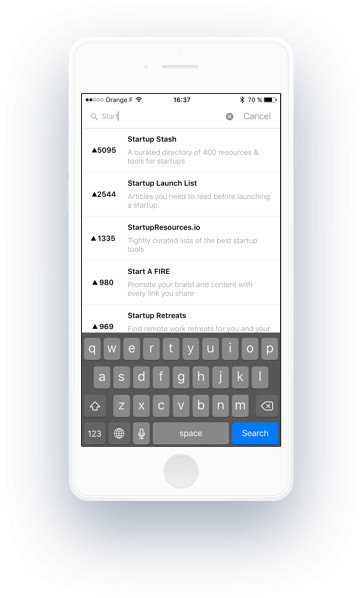 Orange F 16:37 70 %
Start Cancel
Startup Stash
▲5095 A curated directory of 400 resources &
tools for startups
Startup Launch List
▲2544 Articles you need to read before launching
a startup.
StartupResources.io
▲1335 Tightly curated lists of the best startup
tools
Start A FIRE
▲980 Promote your brand and content with
every link you share
Startup Retreats
▲969 Find remote work retreats for you and your
q w e r t y u i o p
a s d f g h j k l
z x c v b n m
123 space Search